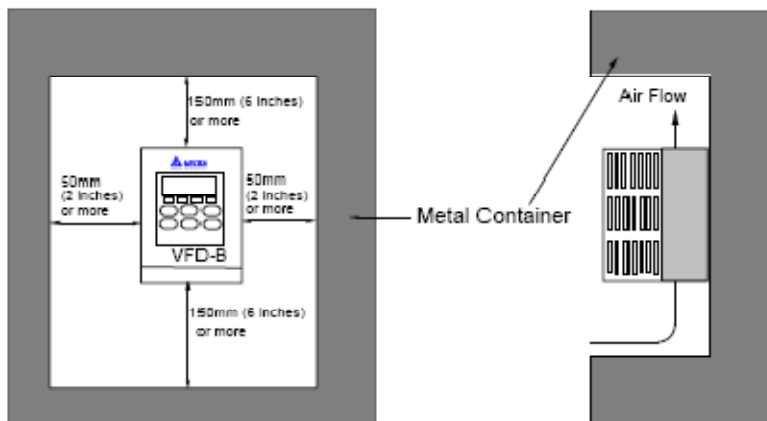 150mm (6 inches)
or more
50mm
(2 inches)
or more
50mm
(2 inches)
or more
VFD-B
150mm (6 inches)
or more
Metal Container
Air Flow